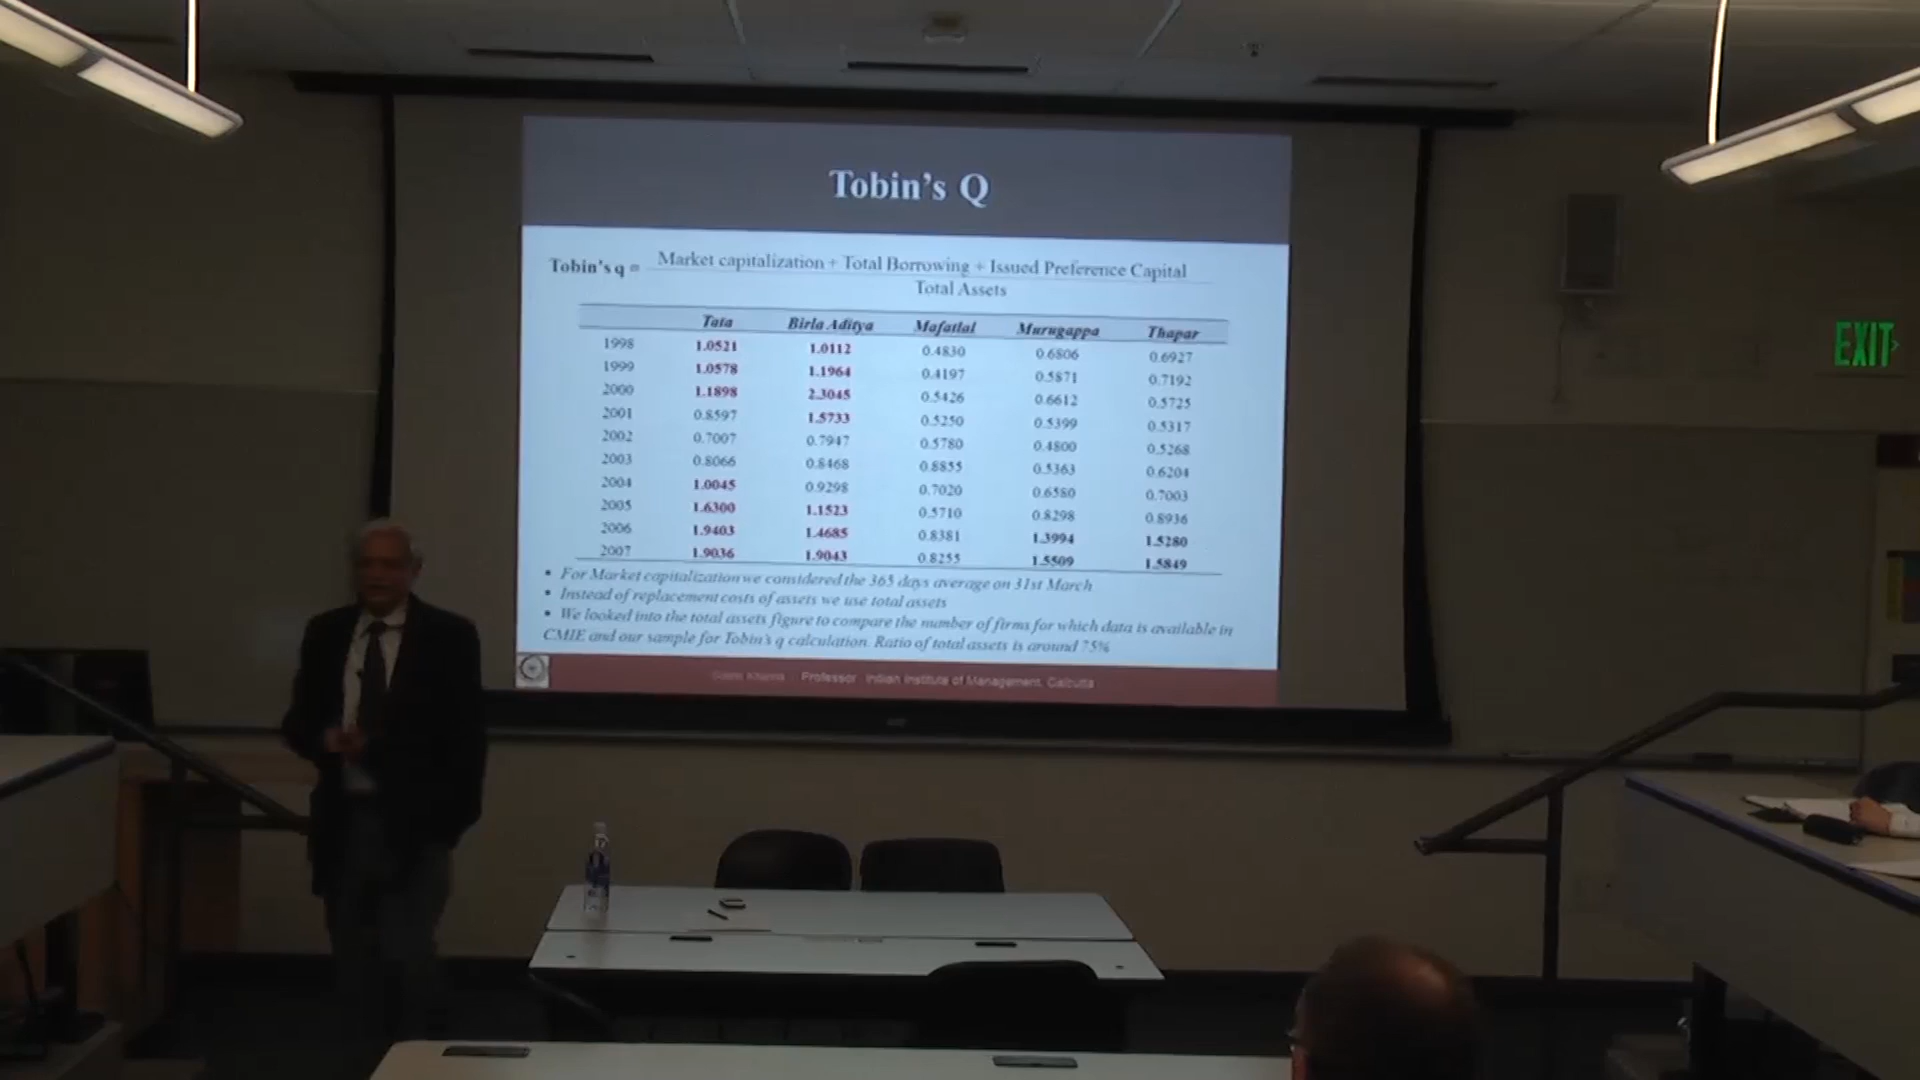 Tobin's Q
Tobin's q = Market capitalization + Total Borrowing + Issued Preference Capital
Total Assets
Tata Birla Aditya Mafatlal Murugappa Thapar
1998 1.0521 1.0112 0.4830 0.6806 0.6927
1999 1.0578 1.1964 0.4197 0.5871 0.7192
2000 1.1898 2.3045 0.5426 0.6612 0.5725
2001 0.8597 1.5733 0.5250 0.5399 0.5317
2002 0.7007 0.7947 0.5780 0.4800 0.5268
2003 0.8066 0.8468 0.8855 0.5363 0.6204
2004 1.0045 0.9298 0.7020 0.6580 0.7003
2005 1.6300 1.1523 0.5710 0.8298 0.8936
2006 1.9403 1.4685 0.8381 1.3994 1.5280
2007 1.9036 1.9043 0.8255 1.5509 1.5849
• For Market capitalization we considered the 365 days average on 31st March
• Instead of replacement costs of assets we use total assets
• We looked into the total assets figure to compare the number of firms for which data is available in
CMIE and our sample for Tobin's q calculation. Ratio of total assets is around 75%
Professor Indian Institute of Management, Calcutta
EXIT